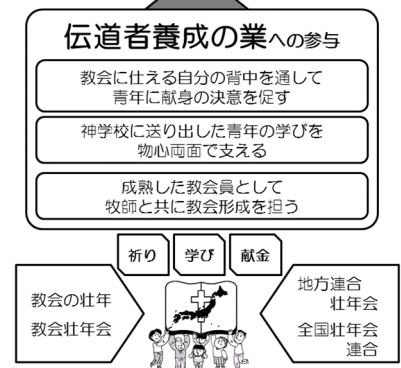 伝道者養成の業への参与
教会に仕える自分の背中を通して
青年に献身の決意を促す
神学校に送り出した青年の学びを
物心両面で支える
成熟した教会員として
牧師と共に教会形成を担う
祈り
学び
献金
教会の壮年
教会壮年会
地方連合
壮年会
全国壮年会
連合